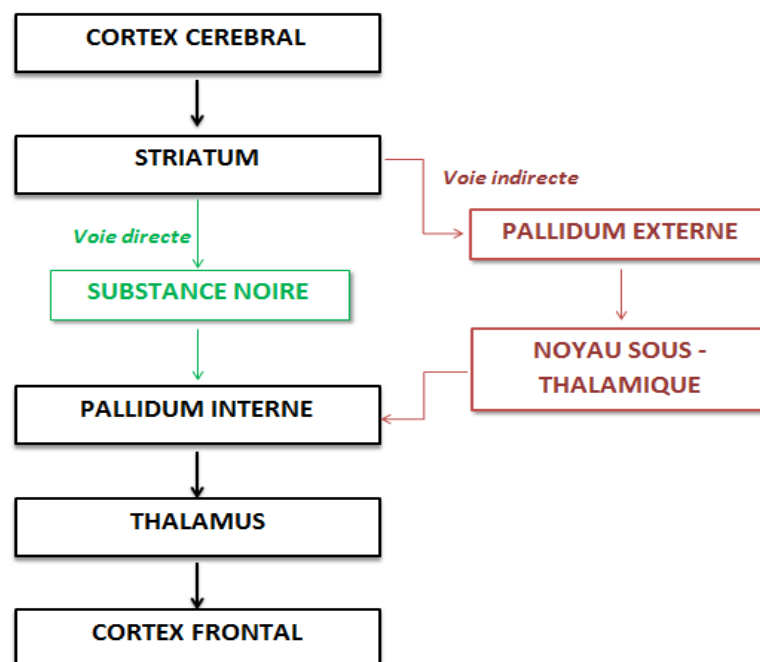 CORTEX CEREBRAL
STRIATUM
Voie indirecte
Voie directe
PALLIDUM EXTERNE
SUBSTANCE NOIRE
NOYAU SOUS -
THALAMIQUE
PALLIDUM INTERNE
THALAMUS
CORTEX FRONTAL